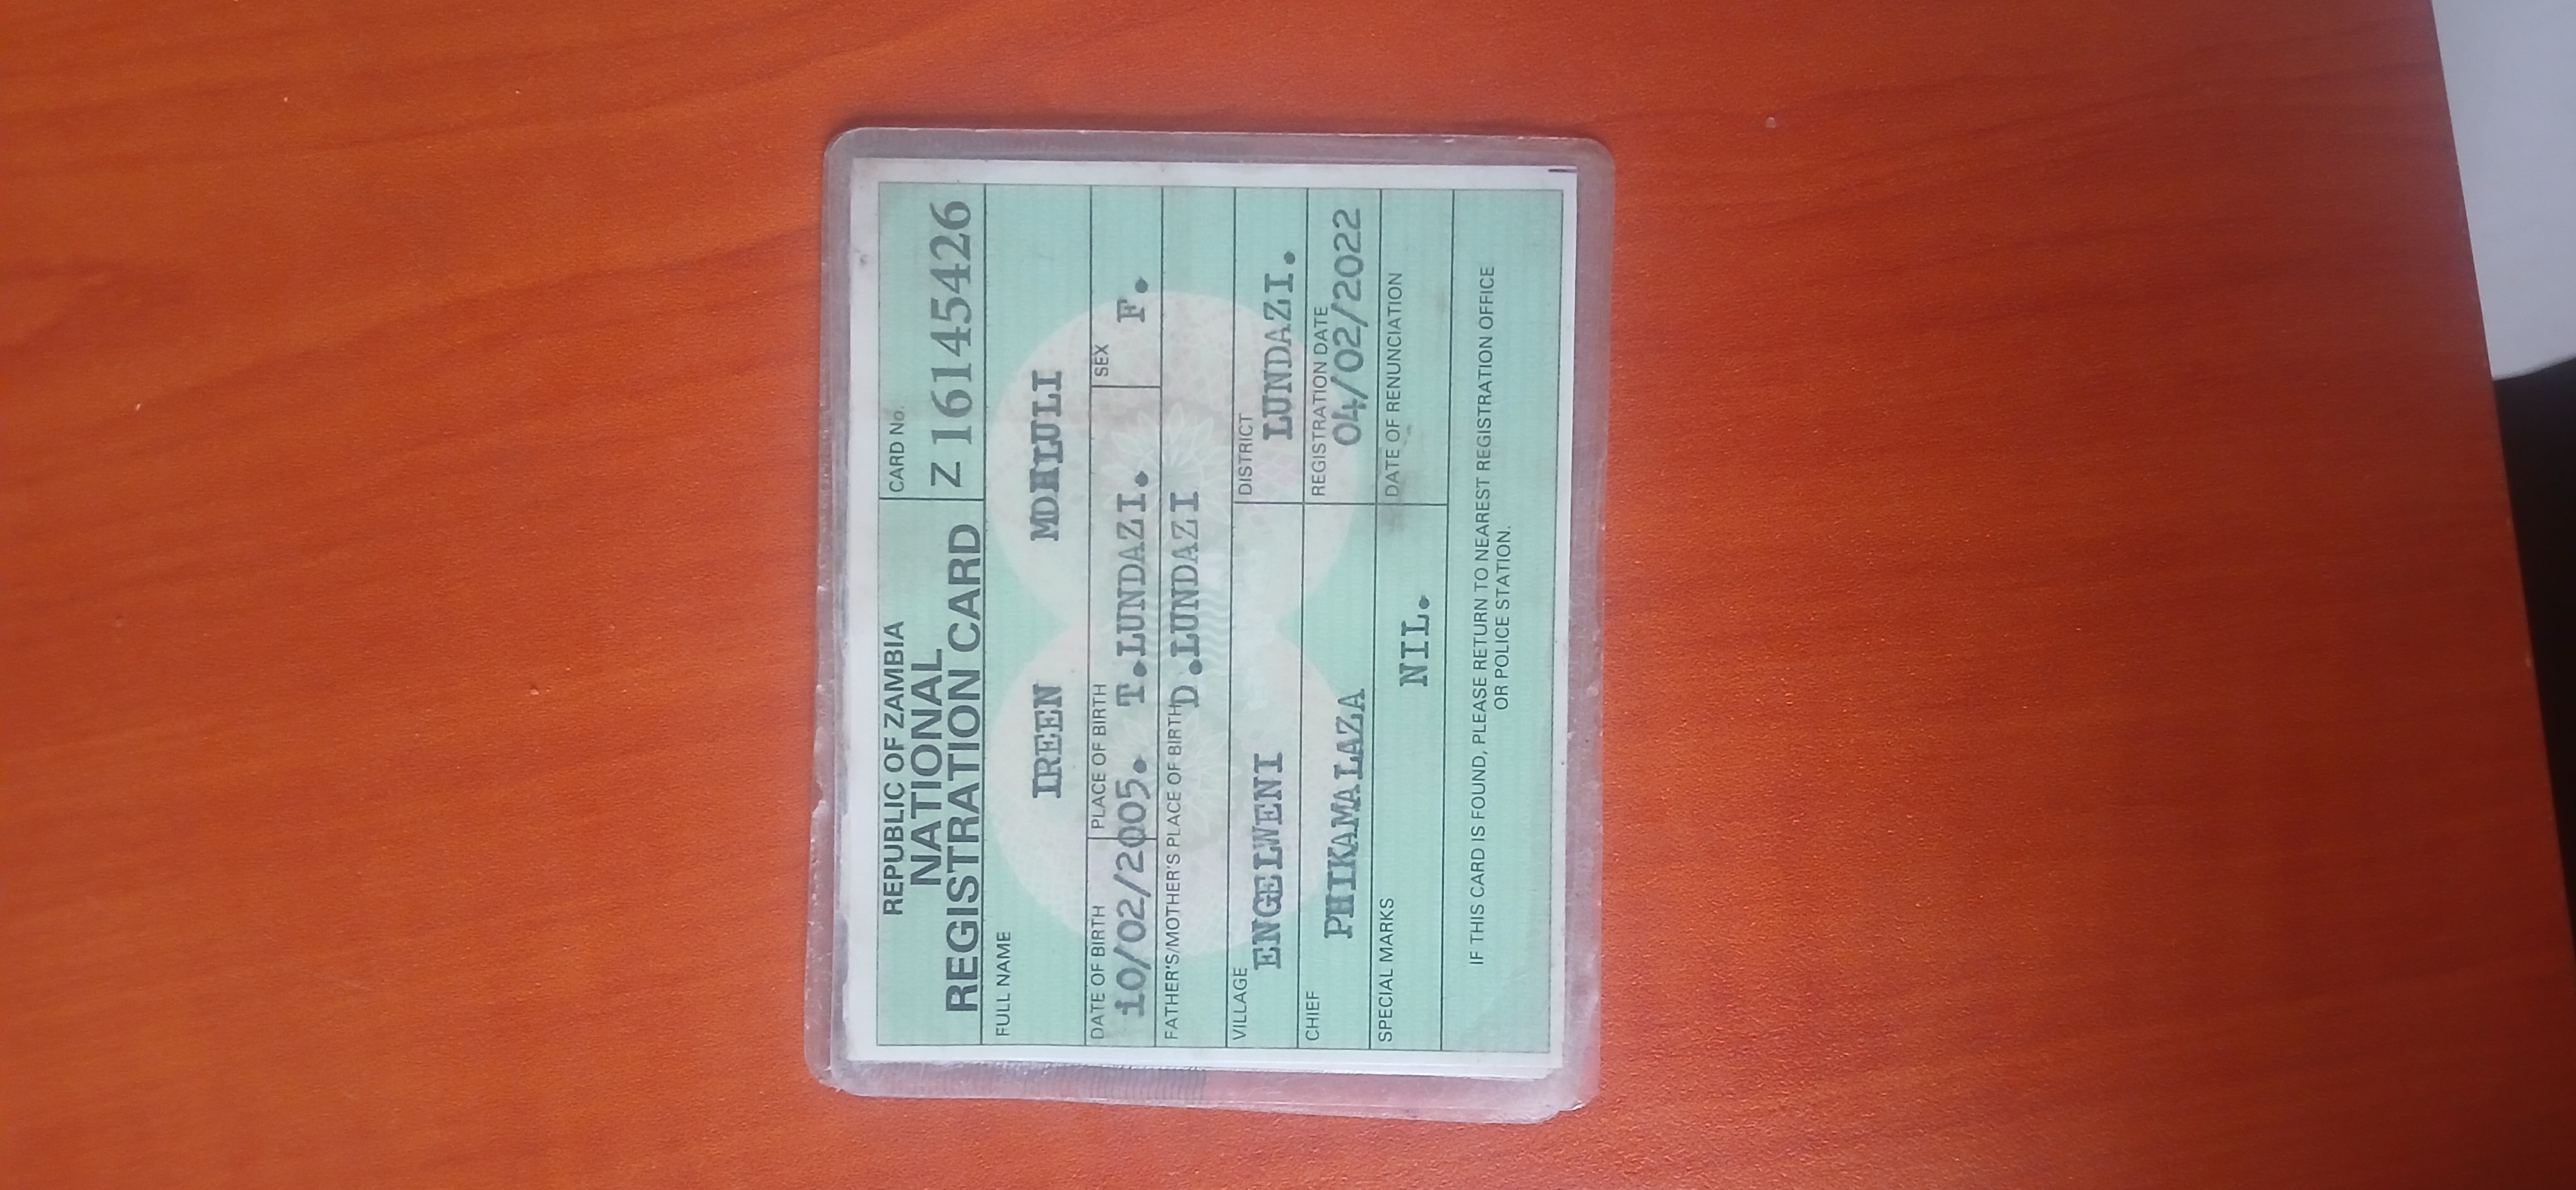 REPUBLIC OF ZAMBIA
NATIONAL
REGISTRATION CARD
CARD No.
Z 16145426
FULL NAME
IREEN MDHLULI
DATE OF BIRTH PLACE OF BIRTH SEX
10/02/2005. T.LUNDAZI. F.
FATHER'S/MOTHER'S PLACE OF BIRTH
D.LUNDAZI
VILLAGE DISTRICT
ENGELWENI LUNDAZI.
CHIEF REGISTRATION DATE
PHIKAMALAZA 04/02/2022
SPECIAL MARKS DATE OF RENUNCIATION
NIL.
IF THIS CARD IS FOUND, PLEASE RETURN TO NEAREST REGISTRATION OFFICE
OR POLICE STATION.